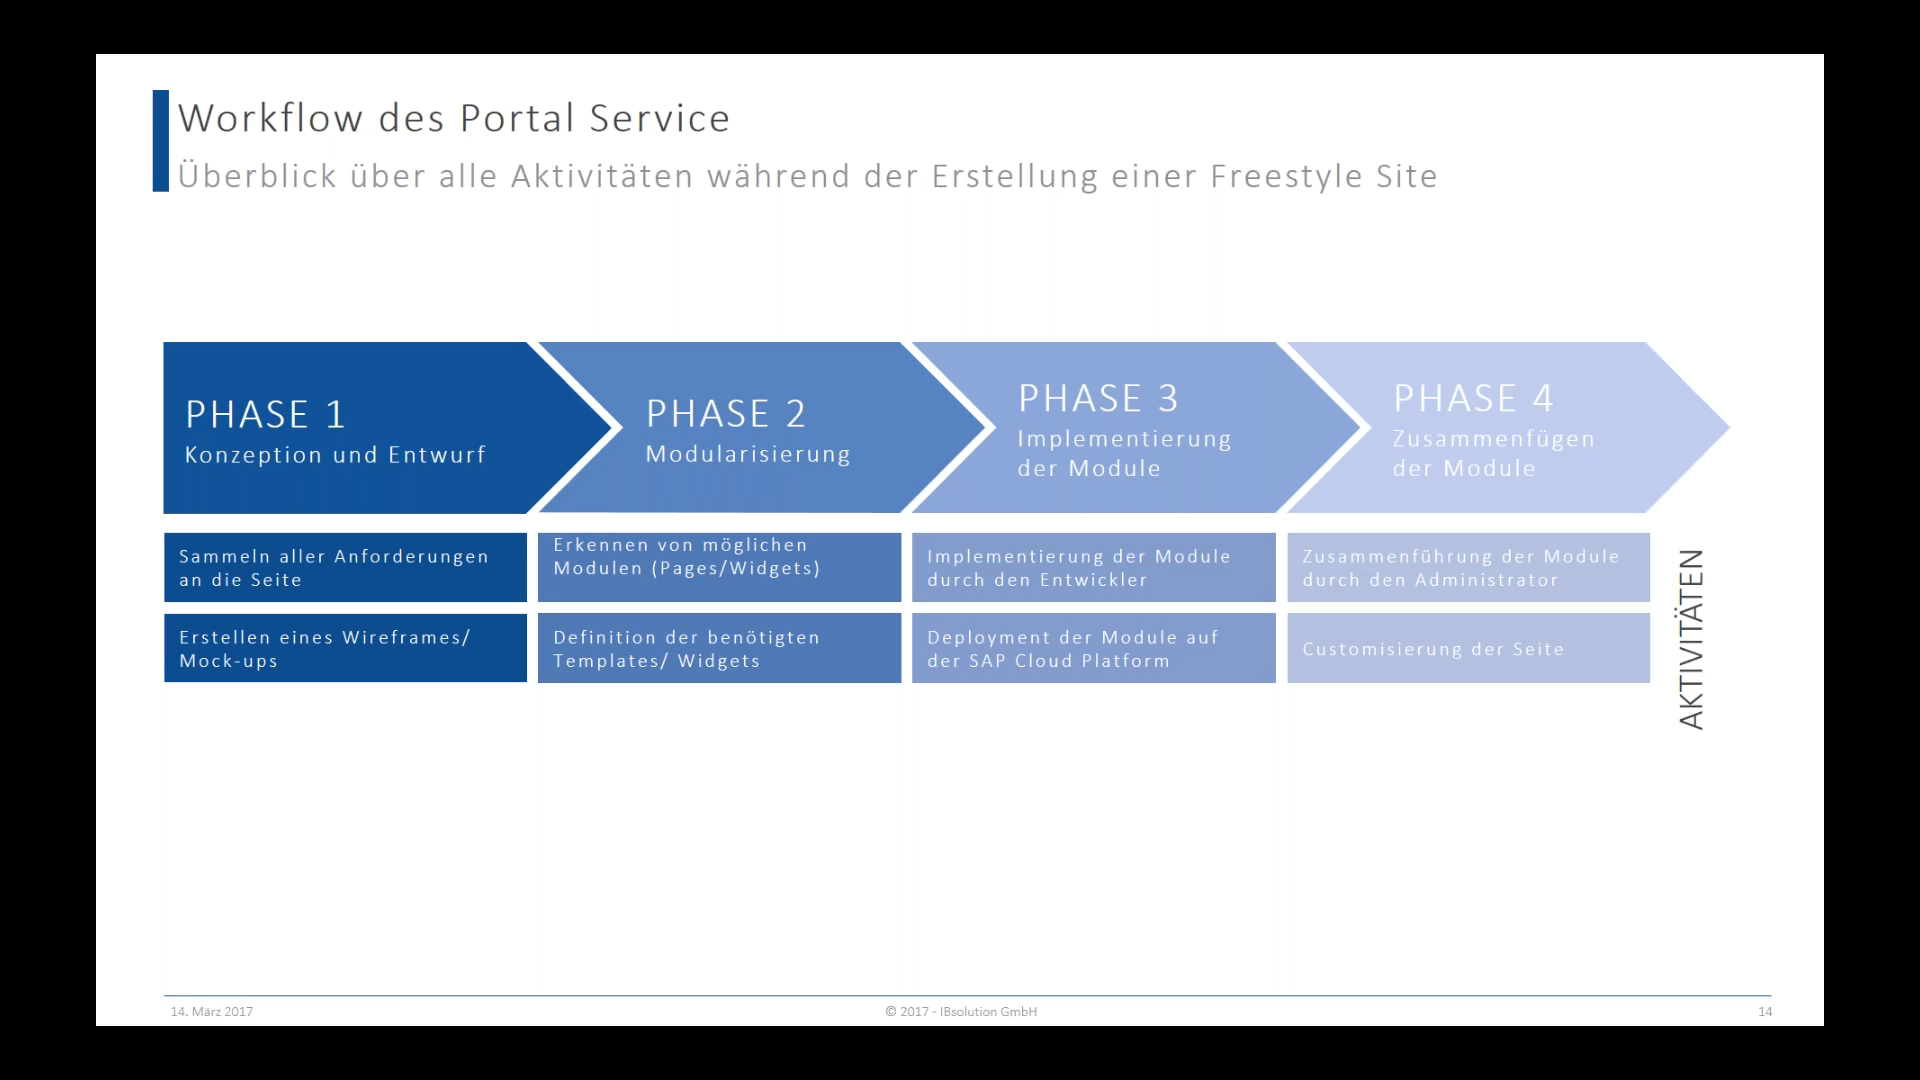 Workflow des Portal Service
Überblick über alle Aktivitäten während der Erstellung einer Freestyle Site
PHASE 1
Konzeption und Entwurf
PHASE 2
Modularisierung
PHASE 3
Implementierung
der Module
PHASE 4
Zusammenfügen
der Module
Sammeln aller Anforderungen
an die Seite
Erkennen von möglichen
Modulen (Pages/Widgets)
Implementierung der Module
durch den Entwickler
Zusammenführung der Module
durch den Administrator
Erstellen eines Wireframes/
Mock-ups
Definition der benötigten
Templates/ Widgets
Deployment der Module auf
der SAP Cloud Platform
Customisierung der Seite
AKTIVITÄTEN
14. März 2017
© 2017 - IBsolution GmbH
14